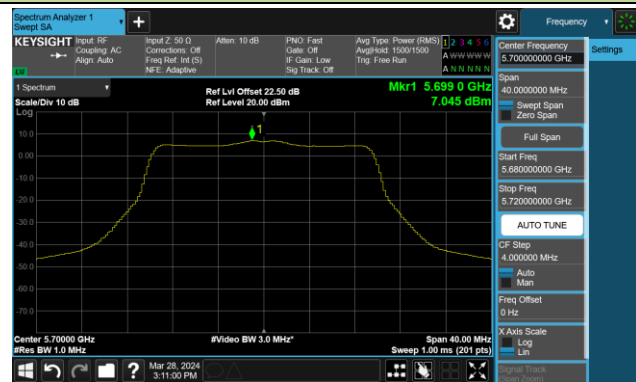 Spectrum Analyzer 1
Swept SA
+
Frequency
KEYSIGHT
Input: RF
Coupling: AC
Align: Auto
Input Z: 50 Ω
Corrections: Off
Freq Ref: Int (S)
NFE: Adaptive
Atten: 10 dB
PNO: Fast
Gate: Off
IF Gain: Low
Sig Track: Off
Avg Type: Power (RMS)
Avg|Hold: 1500/1500
Trig: Free Run
1 2 3 4 5 6
A W W W W W
A N N N N N
LXI
1 Spectrum
Scale/Div 10 dB
Log
Ref Lvl Offset 22.50 dB
Ref Level 20.00 dBm
Mkr1 5.699 0 GHz
7.045 dBm
1
10.0
0.00
-10.0
-20.0
-30.0
-40.0
-50.0
-60.0
-70.0
Center 5.70000 GHz
#Res BW 1.0 MHz
#Video BW 3.0 MHz*
Span 40.00 MHz
Sweep 1.00 ms (201 pts)
Center Frequency
5.700000000 GHz
Settings
Span
40.0000000 MHz
Swept Span
Zero Span
Full Span
Start Freq
5.680000000 GHz
Stop Freq
5.720000000 GHz
AUTO TUNE
CF Step
4.000000 MHz
Auto
Man
Freq Offset
0 Hz
X Axis Scale
Log
Lin
Signal Track
(Span Zoom)
?
Mar 28, 2024
3:11:00 PM